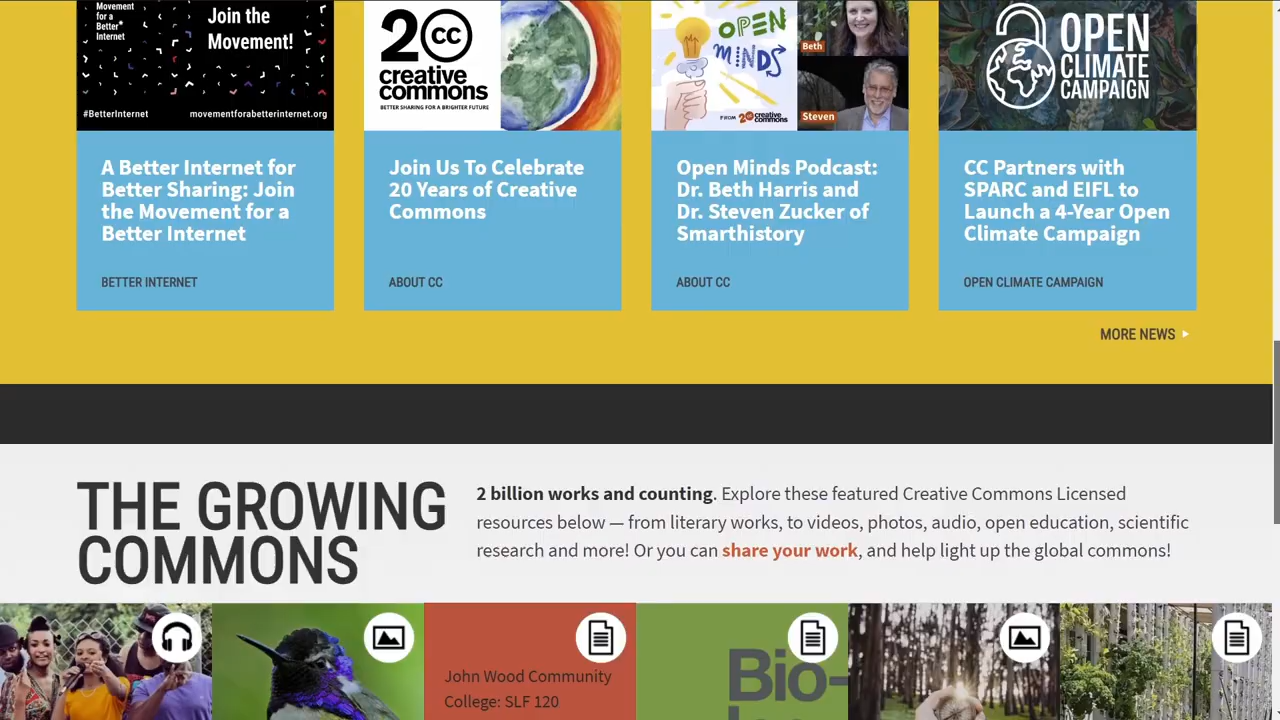 Movement
for a
Better*
Internet
Join the
Movement!
#BetterInternet
movementforabetterinternet.org
20 CC
creative
commons
BETTER SHARING FOR A BRIGHTER FUTURE
OPEN
MINDS
FROM 20 creative
commons
Beth
Steven
OPEN
CLIMATE
CAMPAIGN
A Better Internet for
Better Sharing: Join
the Movement for a
Better Internet
BETTER INTERNET
Join Us To Celebrate
20 Years of Creative
Commons
ABOUT CC
Open Minds Podcast:
Dr. Beth Harris and
Dr. Steven Zucker of
Smarthistory
ABOUT CC
CC Partners with
SPARC and EIFL to
Launch a 4-Year Open
Climate Campaign
OPEN CLIMATE CAMPAIGN
MORE NEWS
THE GROWING
COMMONS
2 billion works and counting. Explore these featured Creative Commons Licensed
resources below — from literary works, to videos, photos, audio, open education, scientific
research and more! Or you can share your work, and help light up the global commons!
John Wood Community
College: SLF 120
Bio-